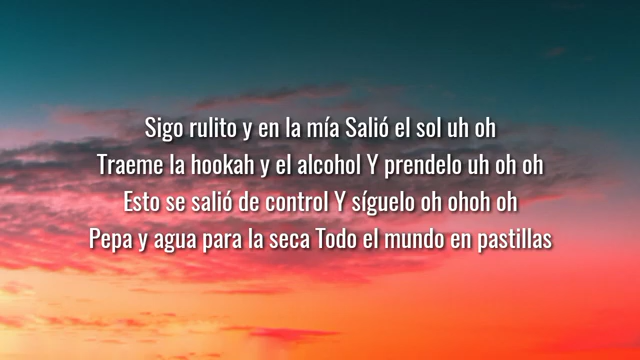 Sigo rulito y en la mía Salió el sol uh oh
Traeme la hookah y el alcohol Y prendelo uh oh oh
Esto se salió de control Y síguelo oh ohoh oh
Pepa y agua para la seca Todo el mundo en pastillas